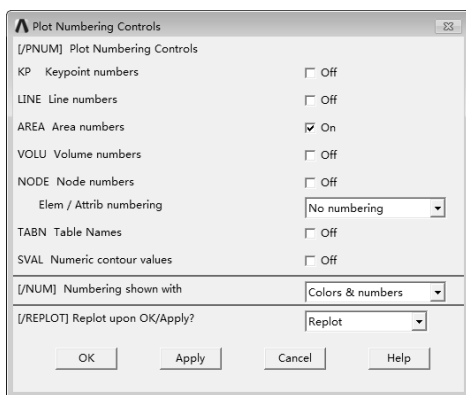 Plot Numbering Controls
[/PNUM] Plot Numbering Controls
KP Keypoint numbers Off
LINE Line numbers Off
AREA Area numbers On
VOLU Volume numbers Off
NODE Node numbers Off
Elem / Attrib numbering No numbering
TABN Table Names Off
SVAL Numeric contour values Off
[/NUM] Numbering shown with Colors & numbers
[/REPLOT] Replot upon OK/Apply? Replot
OK Apply Cancel Help